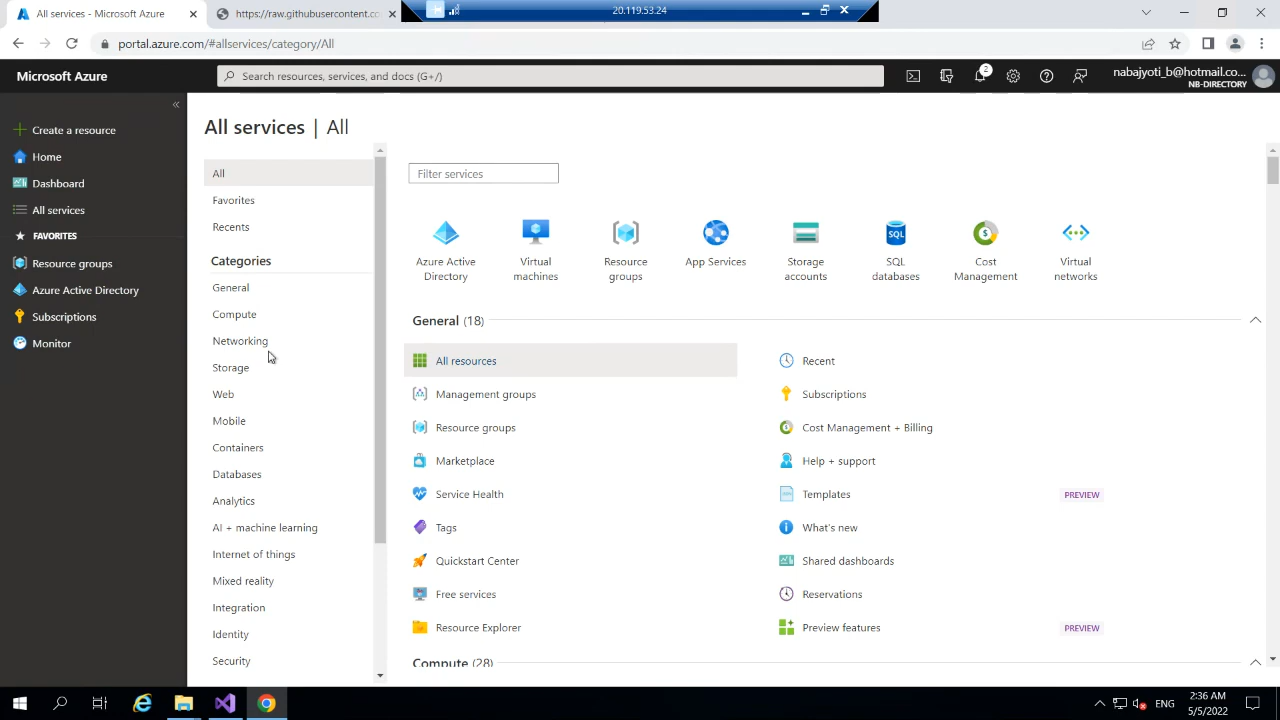 All services - Microsoft Azure
https://raw.githubusercontent.co
20.119.53.24
portal.azure.com/#allservices/category/All
Microsoft Azure
Search resources, services, and docs (G+/)
2
nabajyoti_b@hotmail.co...
NB-DIRECTORY
Create a resource
Home
Dashboard
All services
FAVORITES
Resource groups
Azure Active Directory
Subscriptions
Monitor
All services | All
All
Favorites
Recents
Categories
General
Compute
Networking
Storage
Web
Mobile
Containers
Databases
Analytics
AI + machine learning
Internet of things
Mixed reality
Integration
Identity
Security
Filter services
Azure Active Directory
Virtual machines
Resource groups
App Services
Storage accounts
SQL
SQL databases
Cost Management
Virtual networks
General (18)
All resources
Recent
Management groups
Subscriptions
Resource groups
Cost Management + Billing
Marketplace
Help + support
Service Health
Templates
PREVIEW
Tags
What's new
Quickstart Center
Shared dashboards
Free services
Reservations
Resource Explorer
Preview features
PREVIEW
Compute (28)
ENG
2:36 AM
5/5/2022